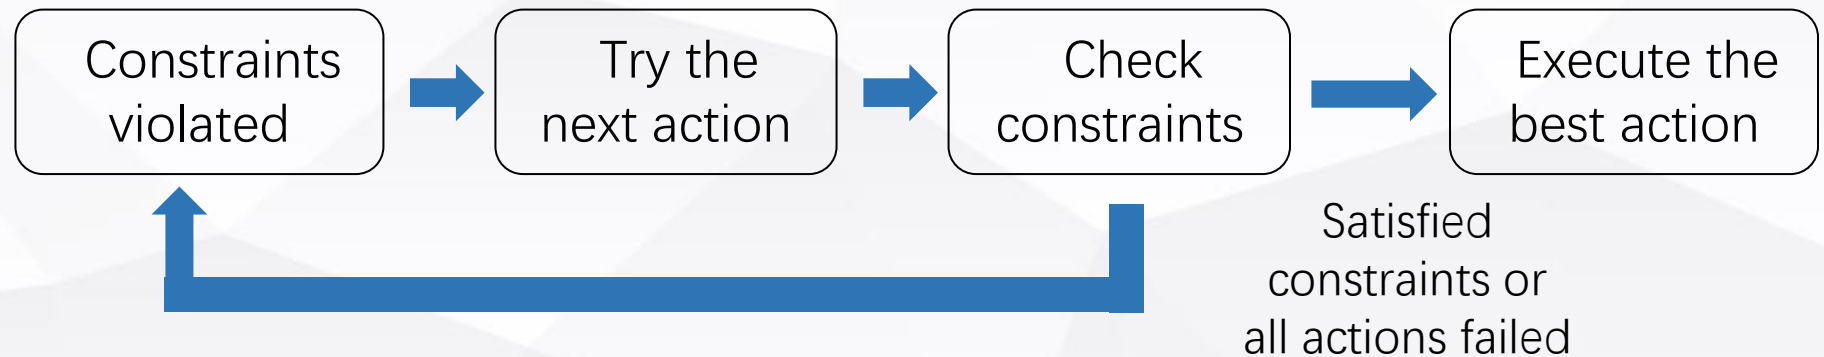 Constraints
violated
Try the
next action
Check
constraints
Execute the
best action
Satisfied
constraints or
all actions failed